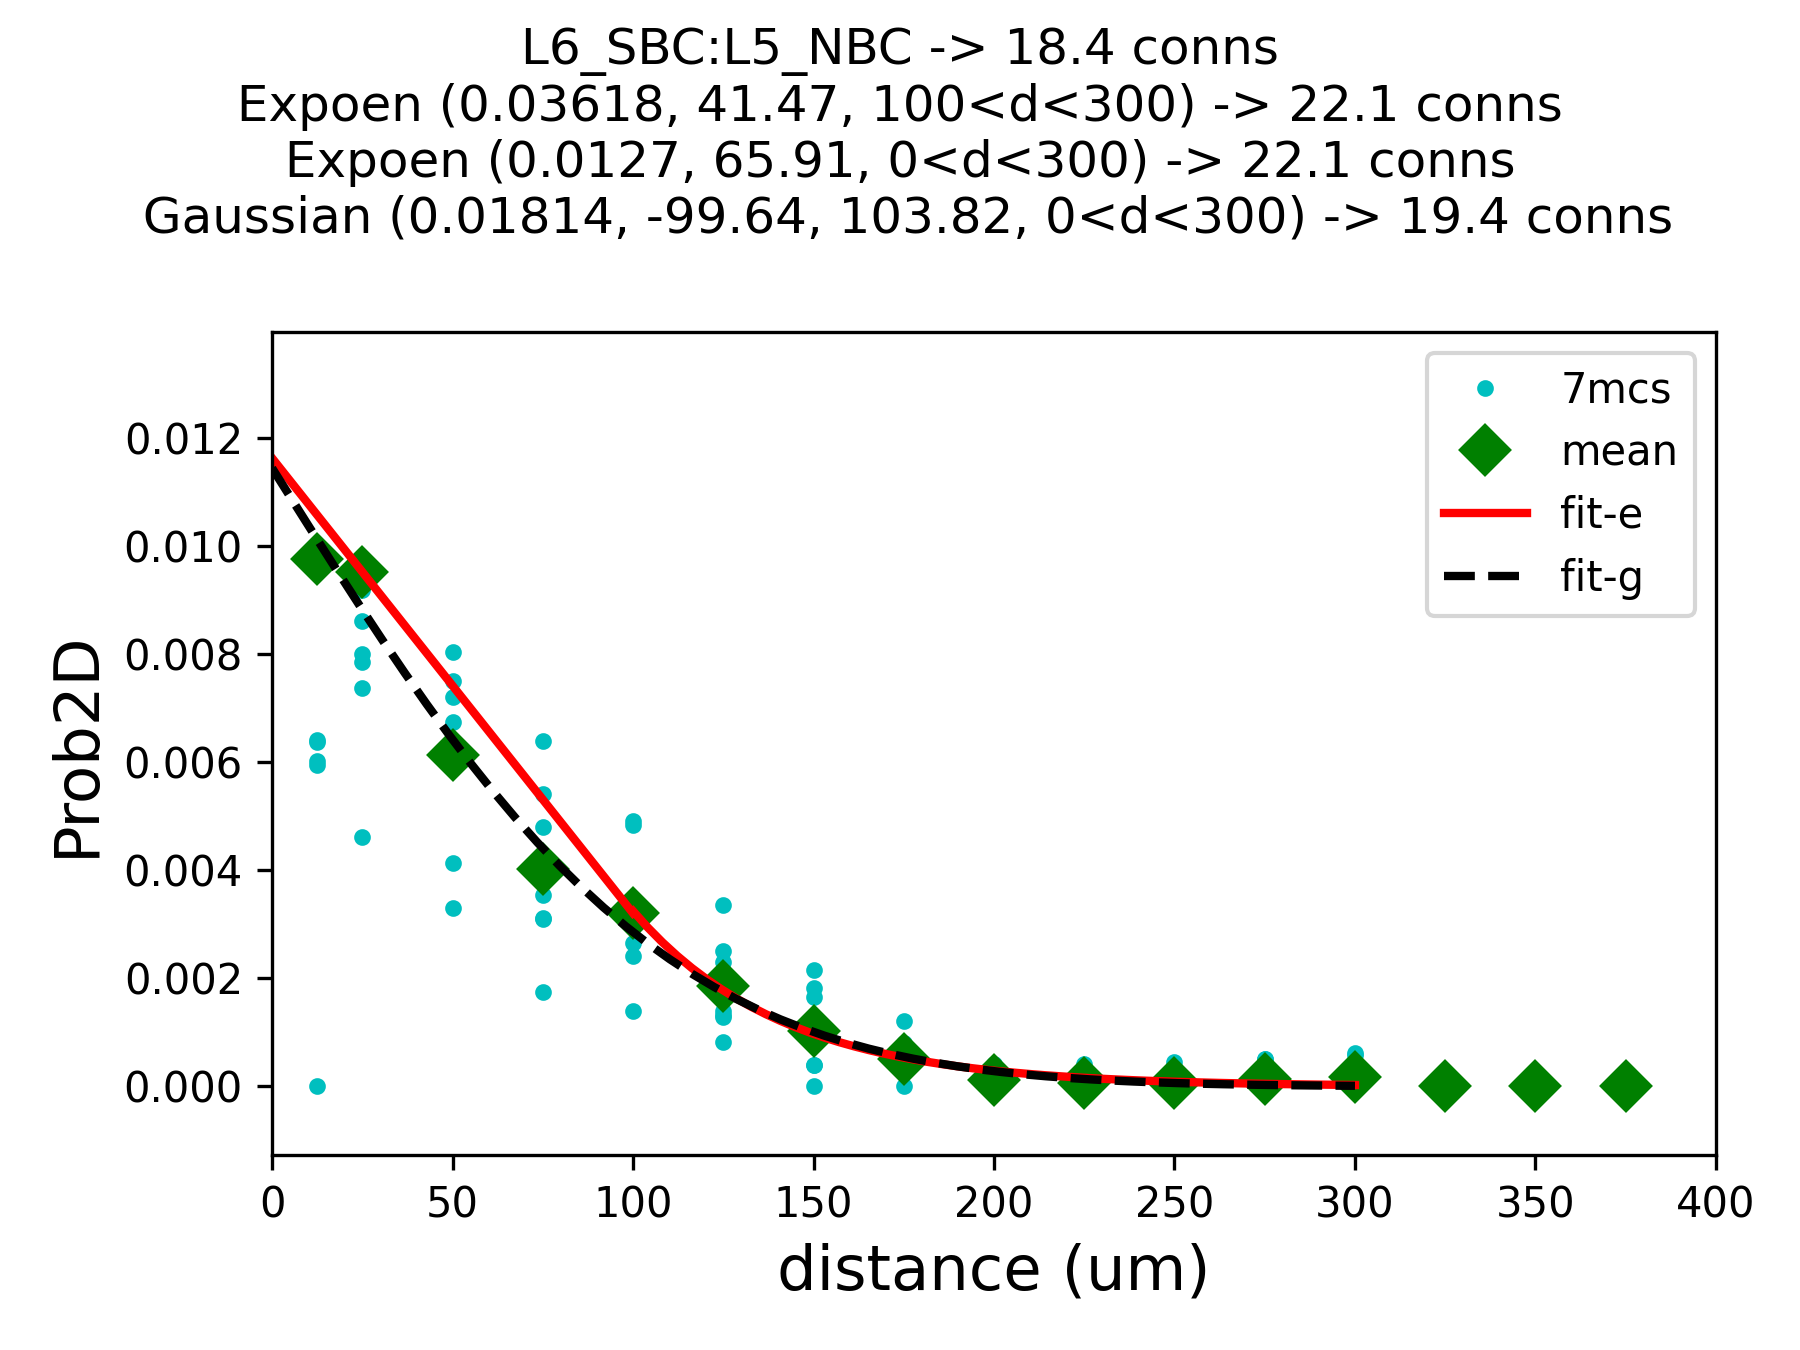 L6_SBC:L5_NBC -> 18.4 conns
Expoen (0.03618, 41.47, 100<d<300) -> 22.1 conns
Expoen (0.0127, 65.91, 0<d<300) -> 22.1 conns
Gaussian (0.01814, -99.64, 103.82, 0<d<300) -> 19.4 conns
7mcs
mean
fit-e
fit-g
Prob2D
0.012
0.010
0.008
0.006
0.004
0.002
0.000
0 50 100 150 200 250 300 350 400
distance (um)